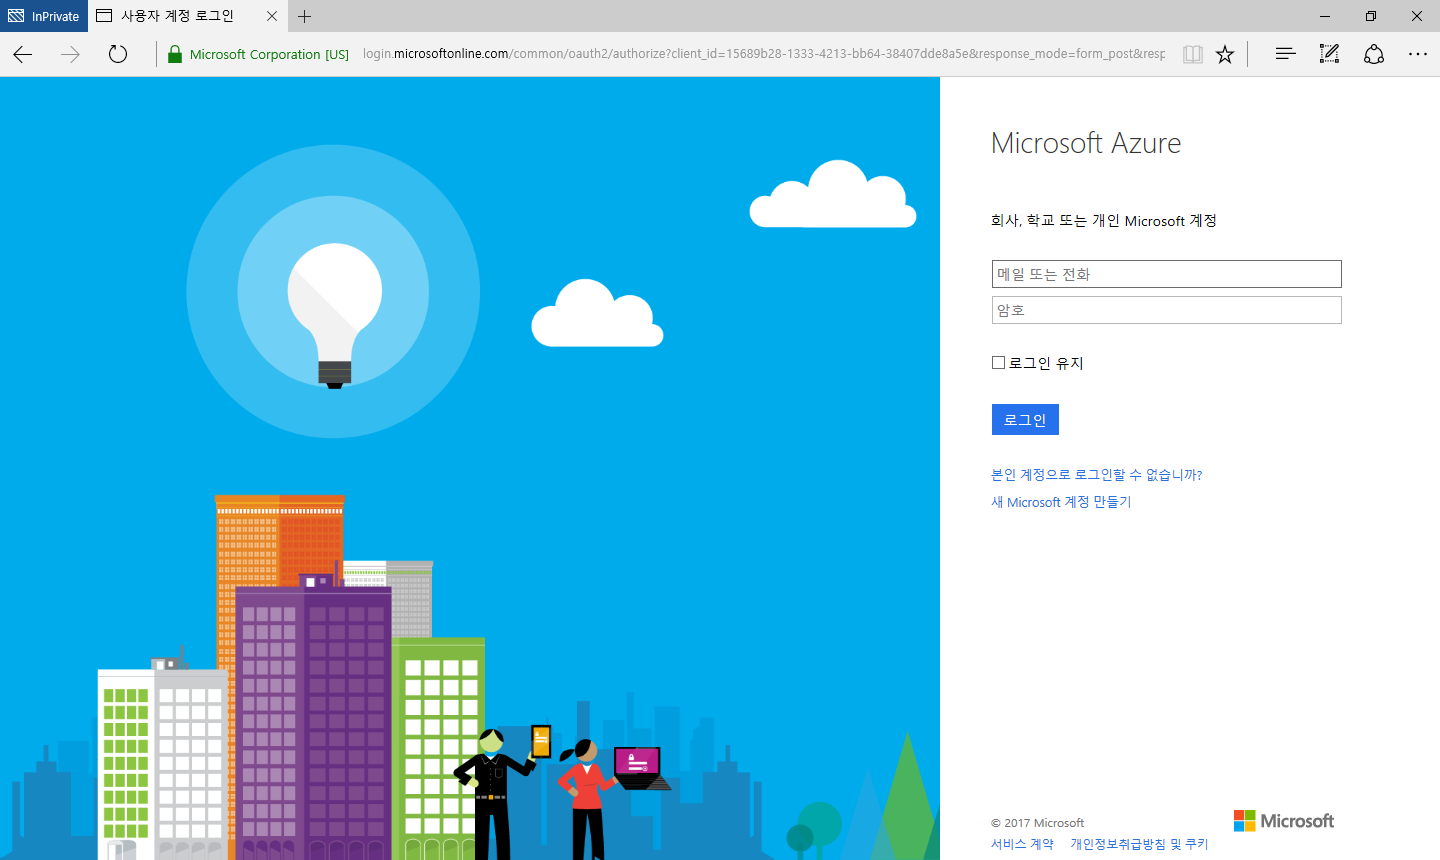 InPrivate
사용자 계정 로그인
Microsoft Corporation [US]
login.microsoftonline.com/common/oauth2/authorize?client_id=15689b28-1333-4213-bb64-38407dde8a5e&response_mode=form_post&resp
Microsoft Azure
회사, 학교 또는 개인 Microsoft 계정
메일 또는 전화
암호
로그인 유지
로그인
본인 계정으로 로그인할 수 없습니까?
새 Microsoft 계정 만들기
© 2017 Microsoft
Microsoft
서비스 계약
개인정보취급방침 및 쿠키